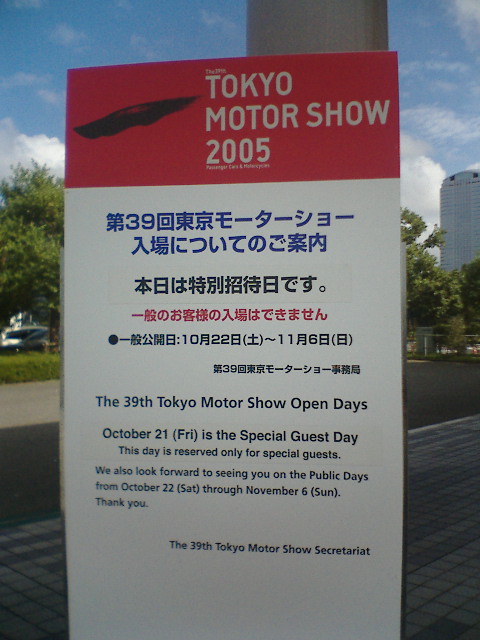 The 39th
TOKYO
MOTOR SHOW
2005
Passenger Cars & Motorcycles
第39回東京モーターショー
入場についてのご案内
本日は特別招待日です。
一般のお客様の入場はできません
●一般公開日:10月22日(土)～11月6日(日)
第39回東京モーターショー事務局
The 39th Tokyo Motor Show Open Days
October 21 (Fri) is the Special Guest Day
This day is reserved only for special guests.
We also look forward to seeing you on the Public Days
from October 22 (Sat) through November 6 (Sun).
Thank you.
The 39th Tokyo Motor Show Secretariat